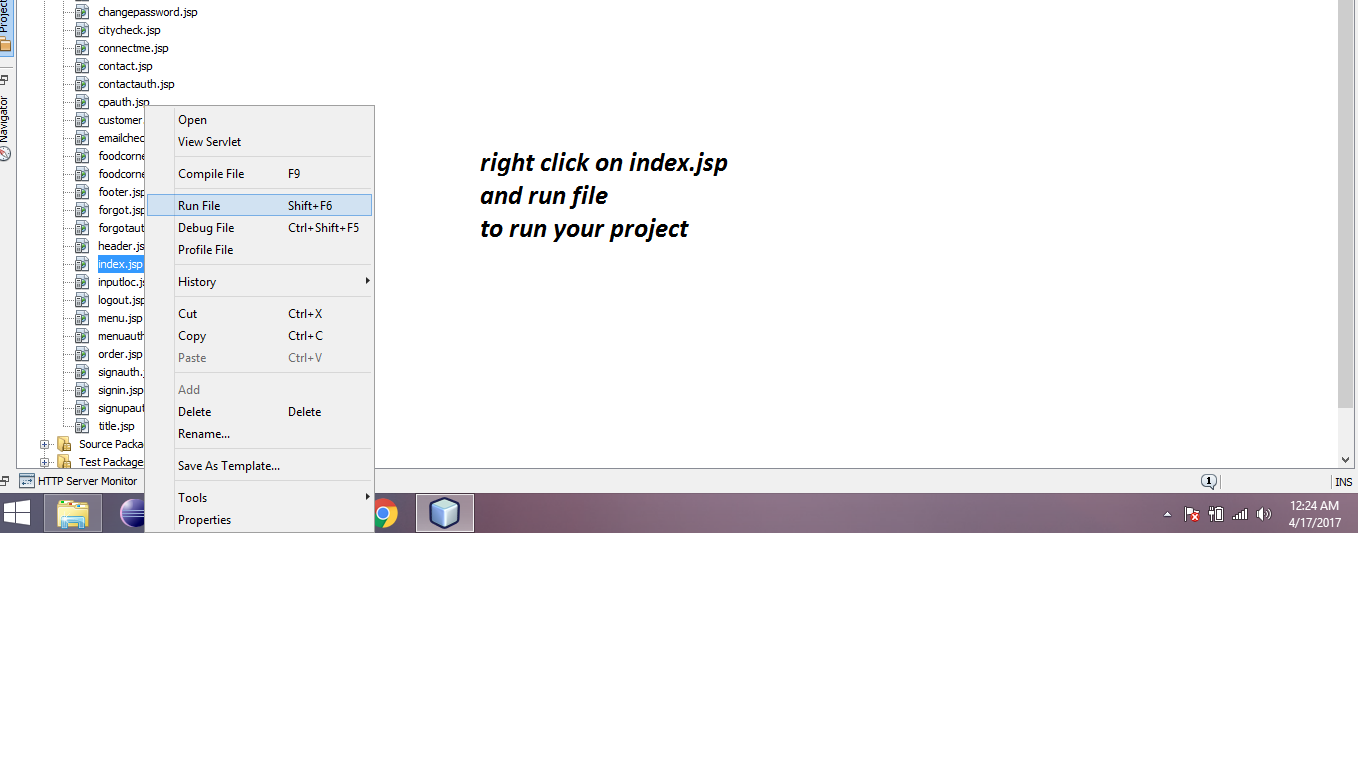 Project
Navigator
changepassword.jsp
citycheck.jsp
connectme.jsp
contact.jsp
contactauth.jsp
cpauth.jsp
customer
emailchec
foodcorne
foodcorne
footer.jsp
forgot.jsp
forgotaut
header.js
index.jsp
inputloc.js
logout.jsp
menu.jsp
menuauth
order.jsp
signauth.
signin.jsp
signupaut
title.jsp
Source Packa
Test Package
Open
View Servlet
Compile File F9
Run File Shift+F6
Debug File Ctrl+Shift+F5
Profile File
History
Cut Ctrl+X
Copy Ctrl+C
Paste Ctrl+V
Add
Delete Delete
Rename...
Save As Template...
Tools
Properties
right click on index.jsp
and run file
to run your project
HTTP Server Monitor
1
INS
12:24 AM
4/17/2017